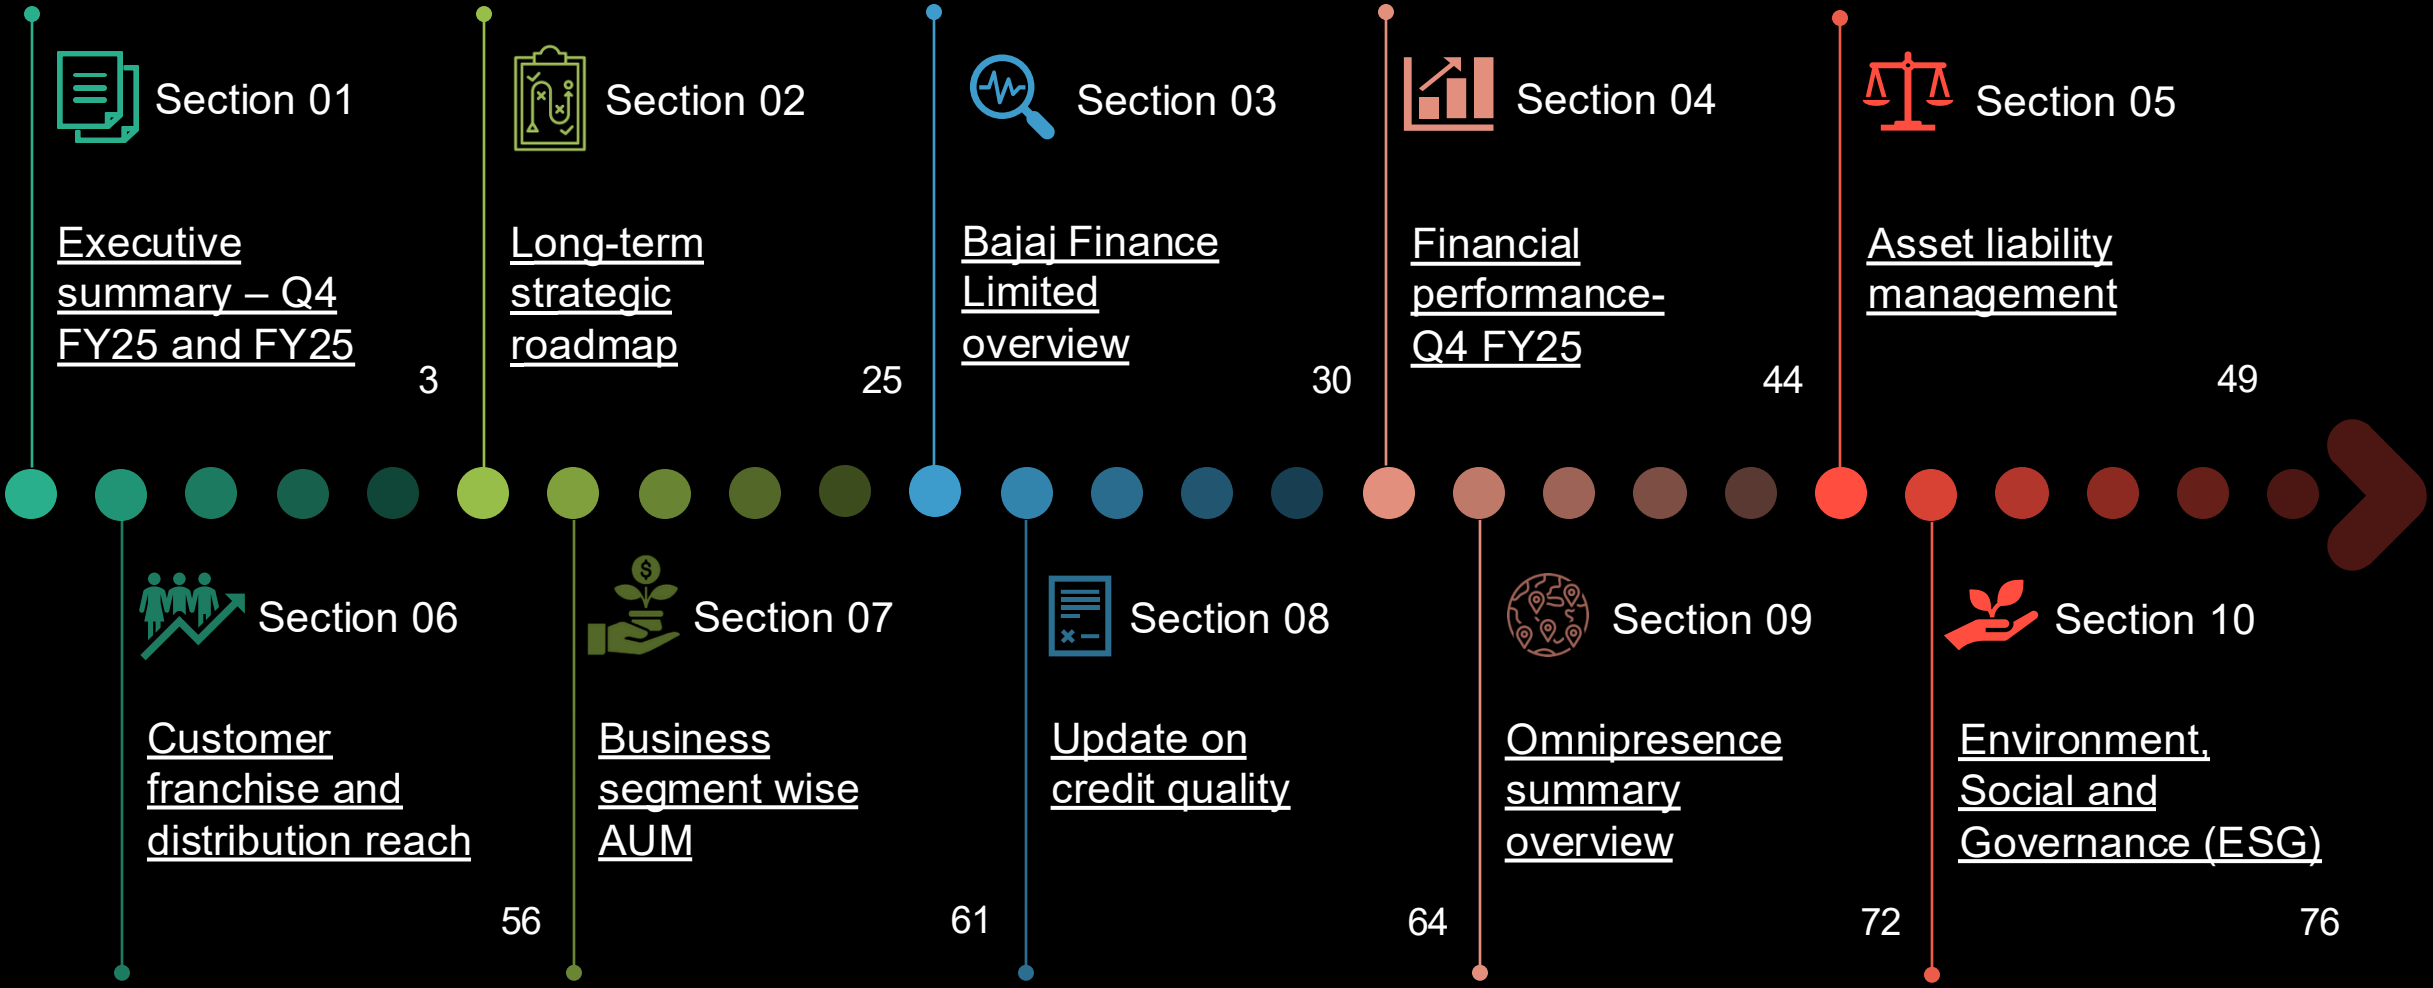 Section 01
Executive
summary – Q4
FY25 and FY25
3
Section 02
Long-term
strategic
roadmap
25
Section 03
Bajaj Finance
Limited
overview
30
Section 04
Financial
performance-
Q4 FY25
44
Section 05
Asset liability
management
49
Section 06
Customer
franchise and
distribution reach
56
$
Section 07
Business
segment wise
AUM
61
Section 08
Update on
credit quality
64
Section 09
Omnipresence
summary
overview
72
Section 10
Environment,
Social and
Governance (ESG)
76